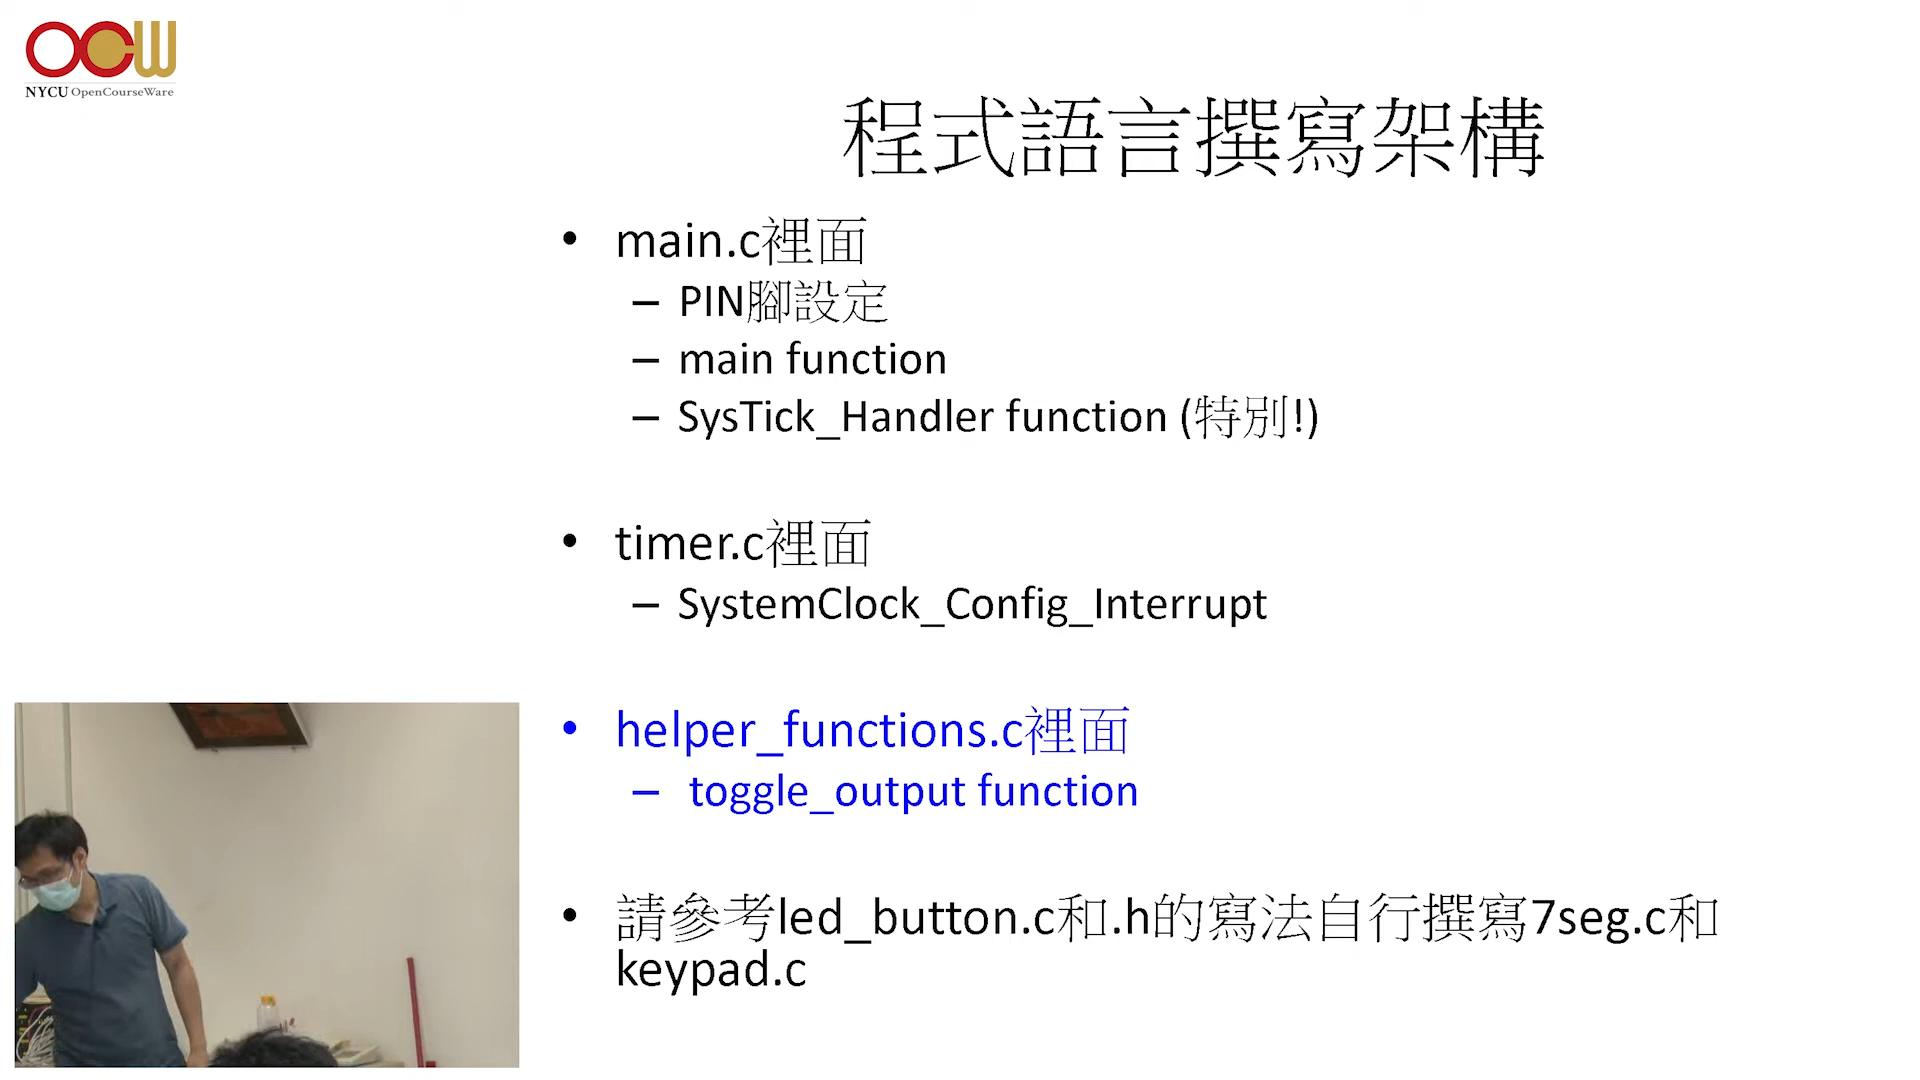 OCW
NYCU OpenCourseWare
程式語言撰寫架構
• main.c裡面
– PIN腳設定
– main function
– SysTick_Handler function (特別!)
• timer.c裡面
– SystemClock_Config_Interrupt
• helper_functions.c裡面
– toggle_output function
• 請參考led_button.c和.h的寫法自行撰寫7seg.c和
keypad.c